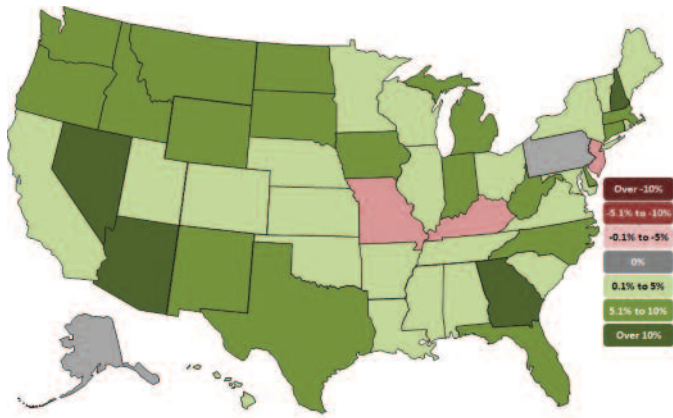 Over -10%
-5.1% to -10%
-0.1% to -5%
0%
0.1% to 5%
5.1% to 10%
Over 10%